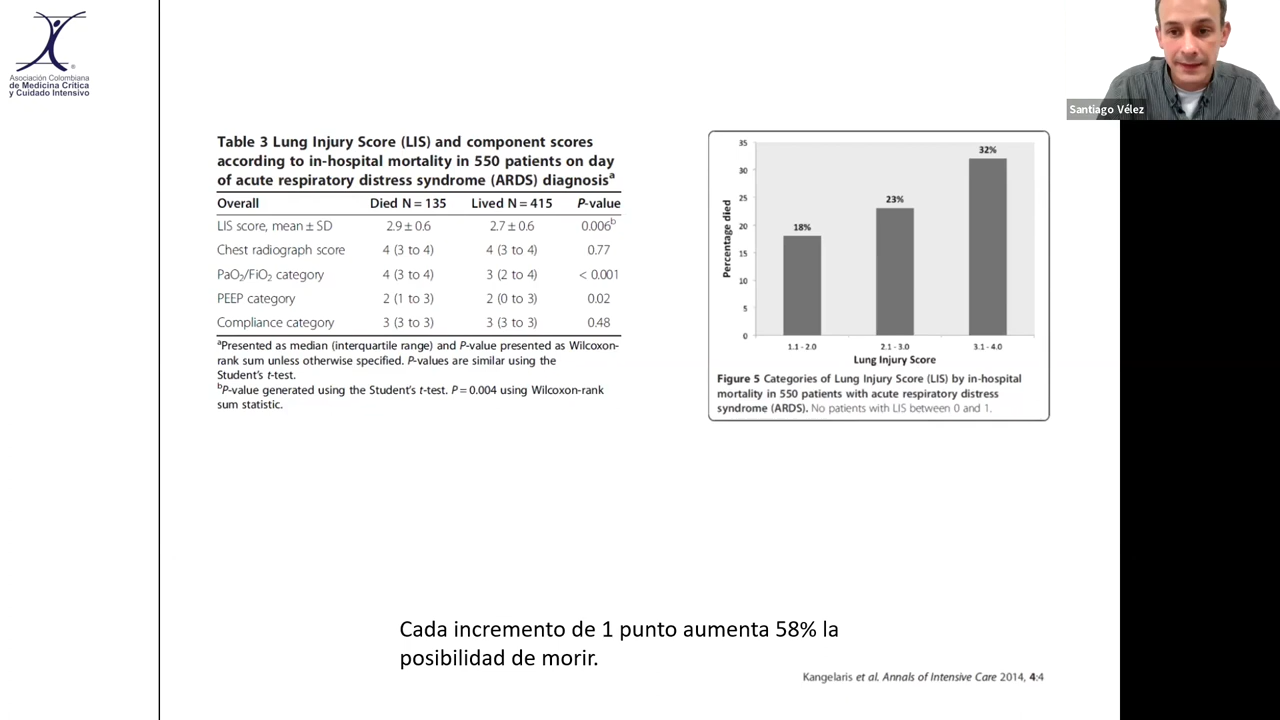 Asociación Colombiana
de Medicina Crítica
y Cuidado Intensivo
Santiago Vélez
Table 3 Lung Injury Score (LIS) and component scores
according to in-hospital mortality in 550 patients on day
of acute respiratory distress syndrome (ARDS) diagnosisᵃ
Overall Died N = 135 Lived N = 415 P-value
LIS score, mean ± SD 2.9 ± 0.6 2.7 ± 0.6 0.006ᵇ
Chest radiograph score 4 (3 to 4) 4 (3 to 4) 0.77
PaO₂/FiO₂ category 4 (3 to 4) 3 (2 to 4) < 0.001
PEEP category 2 (1 to 3) 2 (0 to 3) 0.02
Compliance category 3 (3 to 3) 3 (3 to 3) 0.48
ᵃPresented as median (interquartile range) and P-value presented as Wilcoxon-
rank sum unless otherwise specified. P-values are similar using the
Student's t-test.
ᵇP-value generated using the Student's t-test. P = 0.004 using Wilcoxon-rank
sum statistic.
Percentage died
35
30
25
20
15
10
5
0
18%
23%
32%
1.1 - 2.0
2.1 - 3.0
3.1 - 4.0
Lung Injury Score
Figure 5 Categories of Lung Injury Score (LIS) by in-hospital
mortality in 550 patients with acute respiratory distress
syndrome (ARDS). No patients with LIS between 0 and 1.
Cada incremento de 1 punto aumenta 58% la
posibilidad de morir.
Kangelaris et al. Annals of Intensive Care 2014, 4:4